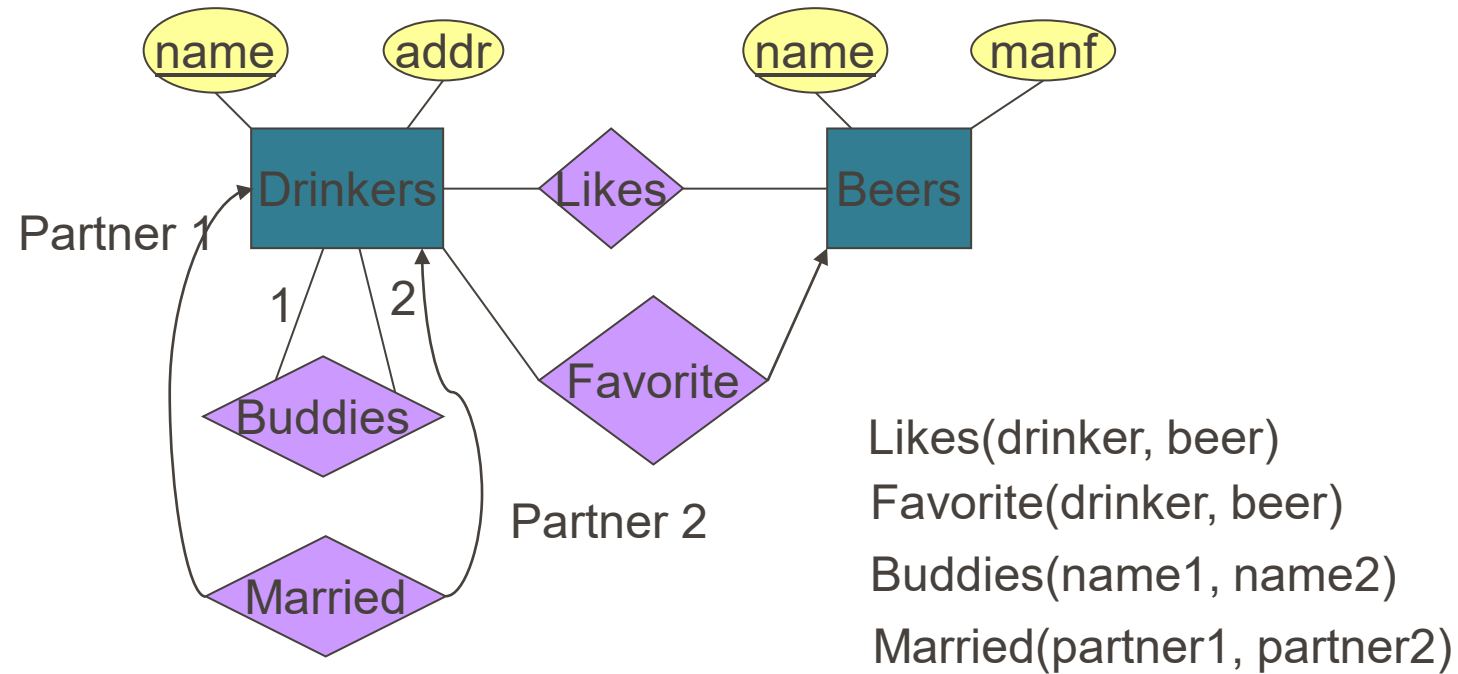 name
addr
name
manf
Drinkers
Likes
Beers
Partner 1
1
2
Favorite
Buddies
Likes(drinker, beer)
Favorite(drinker, beer)
Partner 2
Buddies(name1, name2)
Married
Married(partner1, partner2)